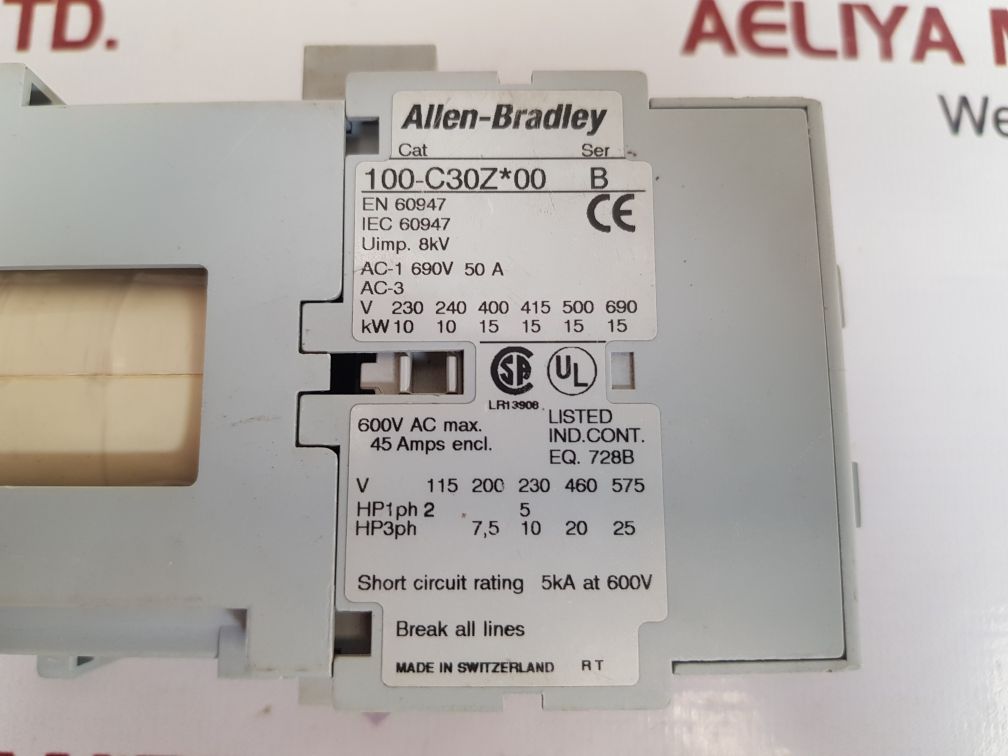 TD.
AELIYA M
We
Allen-Bradley
Cat Ser
100-C30Z*00 B
EN 60947
IEC 60947
CE
Uimp. 8kV
AC-1 690V 50 A
AC-3
V 230 240 400 415 500 690
kW 10 10 15 15 15 15
SA UL
LR13908
600V AC max.
45 Amps encl.
LISTED
IND.CONT.
EQ. 728B
V 115 200 230 460 575
HP1ph 2 5
HP3ph 7,5 10 20 25
Short circuit rating 5kA at 600V
Break all lines
MADE IN SWITZERLAND R T